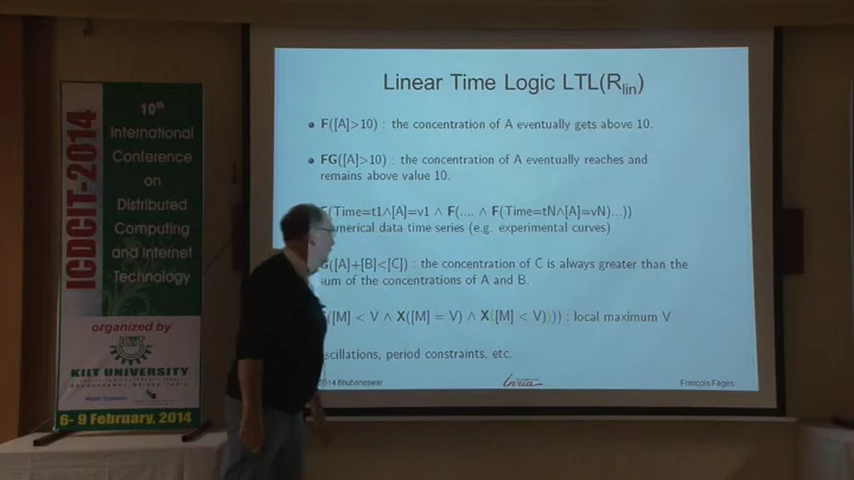 ICDCIT-2014
10th
International
Conference
on
Distributed
Computing
and Internet
Technology
organized by
KIIT UNIVERSITY
6- 9 February, 2014
Linear Time Logic LTL(Rlin)
F([A]>10) : the concentration of A eventually gets above 10.
FG([A]>10) : the concentration of A eventually reaches and
remains above value 10.
F(Time=t1∧[A]=v1 ∧ F(.... ∧ F(Time=tN∧[A]=vN)...))
numerical data time series (e.g. experimental curves)
G([A]+[B]<[C]) : the concentration of C is always greater than the
sum of the concentrations of A and B.
([M] < V ∧ X([M] = V) ∧ X([M] < V)))) : local maximum V
oscillations, period constraints, etc.
2014 Bhubaneswar
Inria
François Fages